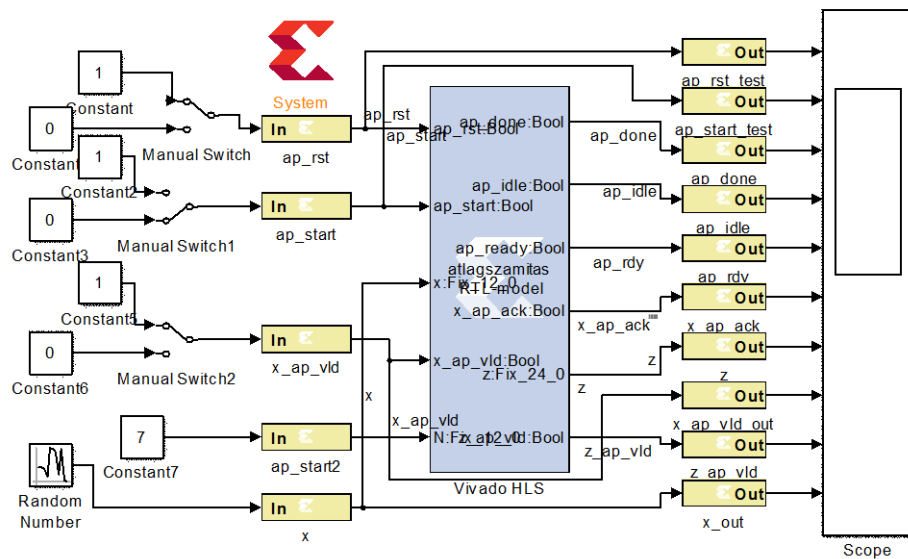 1
Constant
0
Constant
Manual Switch
1
Constant2
0
Constant3
Manual Switch1
1
Constant5
0
Constant6
Manual Switch2
7
Constant7
Random
Number
System
In
ap_rst
In
ap_start
In
x_ap_vld
In
ap_start2
In
x
ap_rst
ap_start
x
x_ap_vld
ap_rst:Bool
ap_start:Bool
x:Fix_12_0
x_ap_vld:Bool
N:Fix_12_0
ap_done:Bool
ap_idle:Bool
ap_ready:Bool
atlagszamitas
RTL model
x_ap_ack:Bool
z:Fix_24_0
z_ap_vld:Bool
Vivado HLS
ap_done
ap_idle
ap_rdy
x_ap_ack
z
z
z_ap_vld
Out
ap_rst_test
Out
ap_start_test
Out
ap_done
Out
ap_idle
Out
ap_rdy
Out
x_ap_ack
Out
z
Out
x_ap_vld_out
Out
z_ap_vld
Out
x_out
Scope